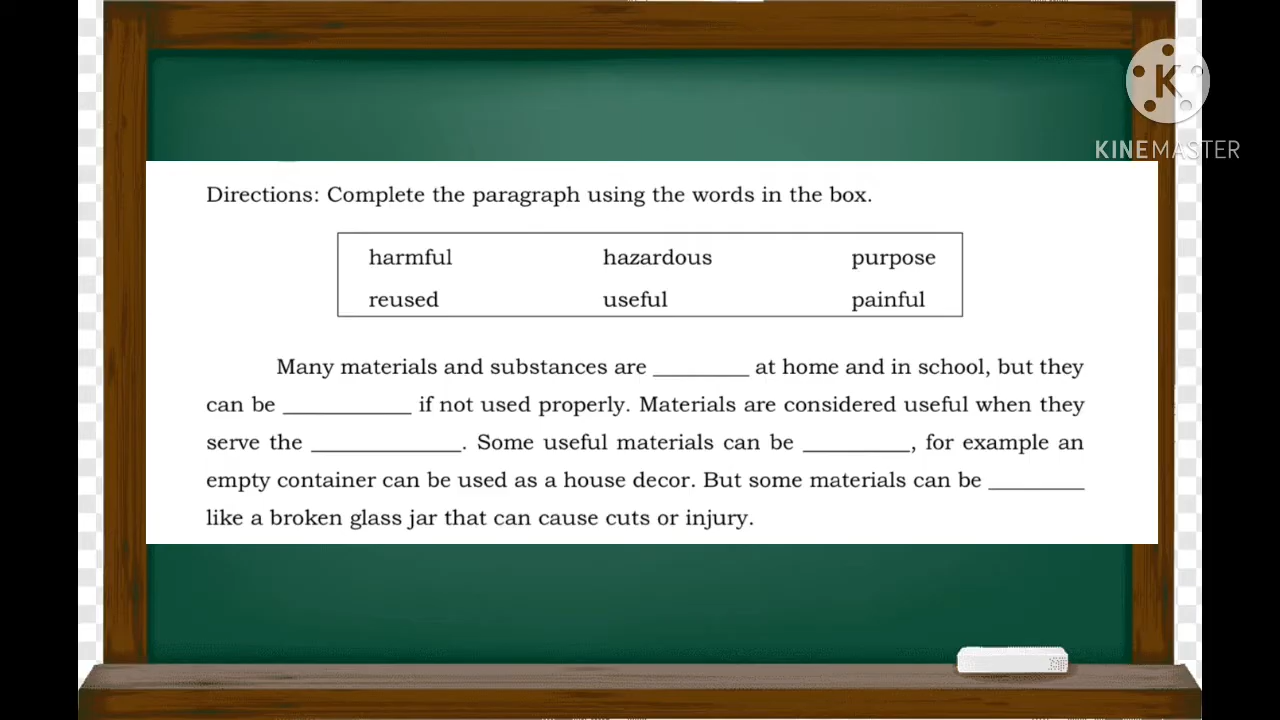 K
KINEMASTER
Directions: Complete the paragraph using the words in the box.
harmful hazardous purpose
reused useful painful
Many materials and substances are _________ at home and in school, but they
can be ____________ if not used properly. Materials are considered useful when they
serve the ______________. Some useful materials can be __________, for example an
empty container can be used as a house decor. But some materials can be _________
like a broken glass jar that can cause cuts or injury.